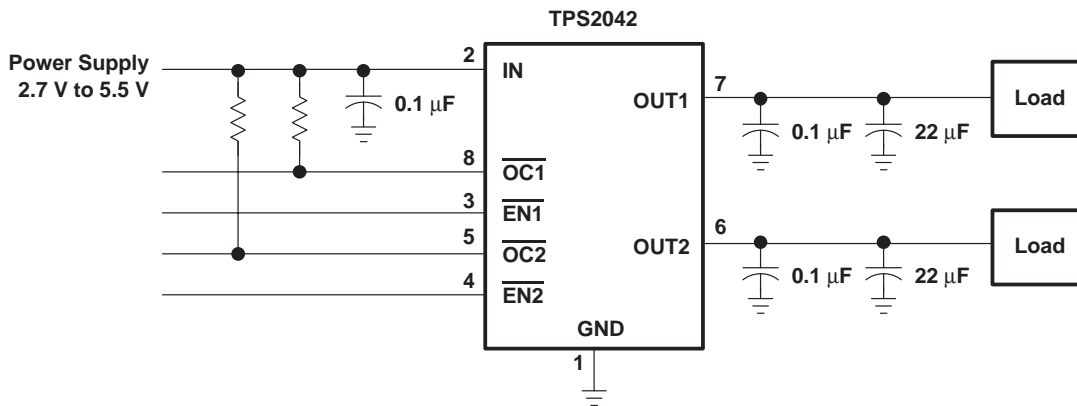 TPS2042
Power Supply
2.7 V to 5.5 V
2
IN
0.1 μF
OUT1
7
Load
0.1 μF
22 μF
8
OC1
3
EN1
5
OC2
OUT2
6
Load
0.1 μF
22 μF
4
EN2
GND
1